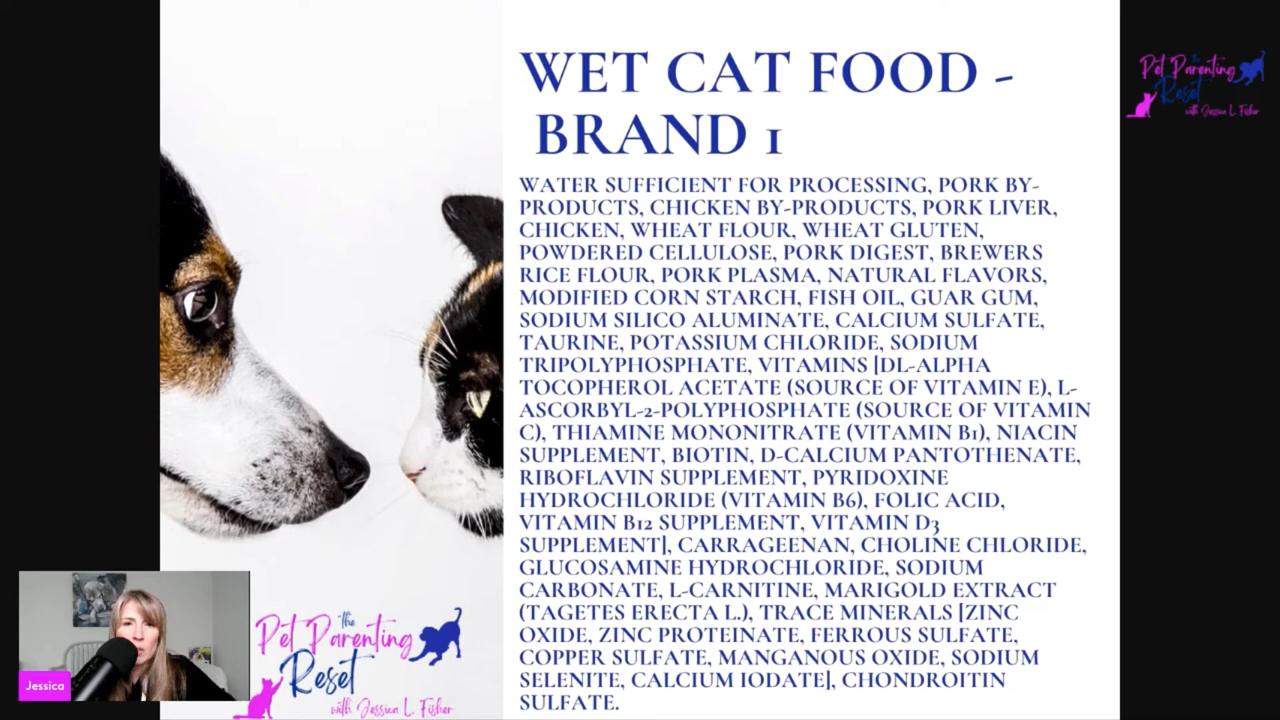 WET CAT FOOD -
BRAND 1
WATER SUFFICIENT FOR PROCESSING, PORK BY-
PRODUCTS, CHICKEN BY-PRODUCTS, PORK LIVER,
CHICKEN, WHEAT FLOUR, WHEAT GLUTEN,
POWDERED CELLULOSE, PORK DIGEST, BREWERS
RICE FLOUR, PORK PLASMA, NATURAL FLAVORS,
MODIFIED CORN STARCH, FISH OIL, GUAR GUM,
SODIUM SILICO ALUMINATE, CALCIUM SULFATE,
TAURINE, POTASSIUM CHLORIDE, SODIUM
TRIPOLYPHOSPHATE, VITAMINS [DL-ALPHA
TOCOPHEROL ACETATE (SOURCE OF VITAMIN E), L-
ASCORBYL-2-POLYPHOSPHATE (SOURCE OF VITAMIN
C), THIAMINE MONONITRATE (VITAMIN B1), NIACIN
SUPPLEMENT, BIOTIN, D-CALCIUM PANTOTHENATE,
RIBOFLAVIN SUPPLEMENT, PYRIDOXINE
HYDROCHLORIDE (VITAMIN B6), FOLIC ACID,
VITAMIN B12 SUPPLEMENT, VITAMIN D3
SUPPLEMENT], CARRAGEENAN, CHOLINE CHLORIDE,
GLUCOSAMINE HYDROCHLORIDE, SODIUM
CARBONATE, L-CARNITINE, MARIGOLD EXTRACT
(TAGETES ERECTA L.), TRACE MINERALS [ZINC
OXIDE, ZINC PROTEINATE, FERROUS SULFATE,
COPPER SULFATE, MANGANOUS OXIDE, SODIUM
SELENITE, CALCIUM IODATE], CHONDROITIN
SULFATE.
the
Pet Parenting
Reset
with Jessica L. Fisher
the
Pet Parenting
Reset
with Jessica L. Fisher
Jessica